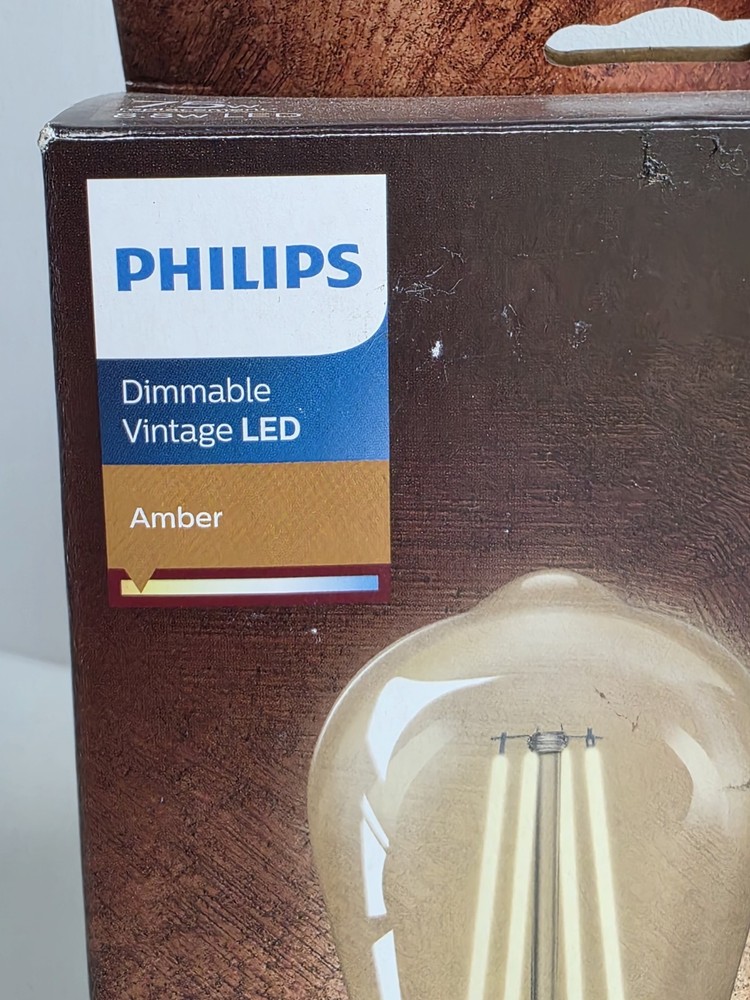 PHILIPS
Dimmable
Vintage LED
Amber